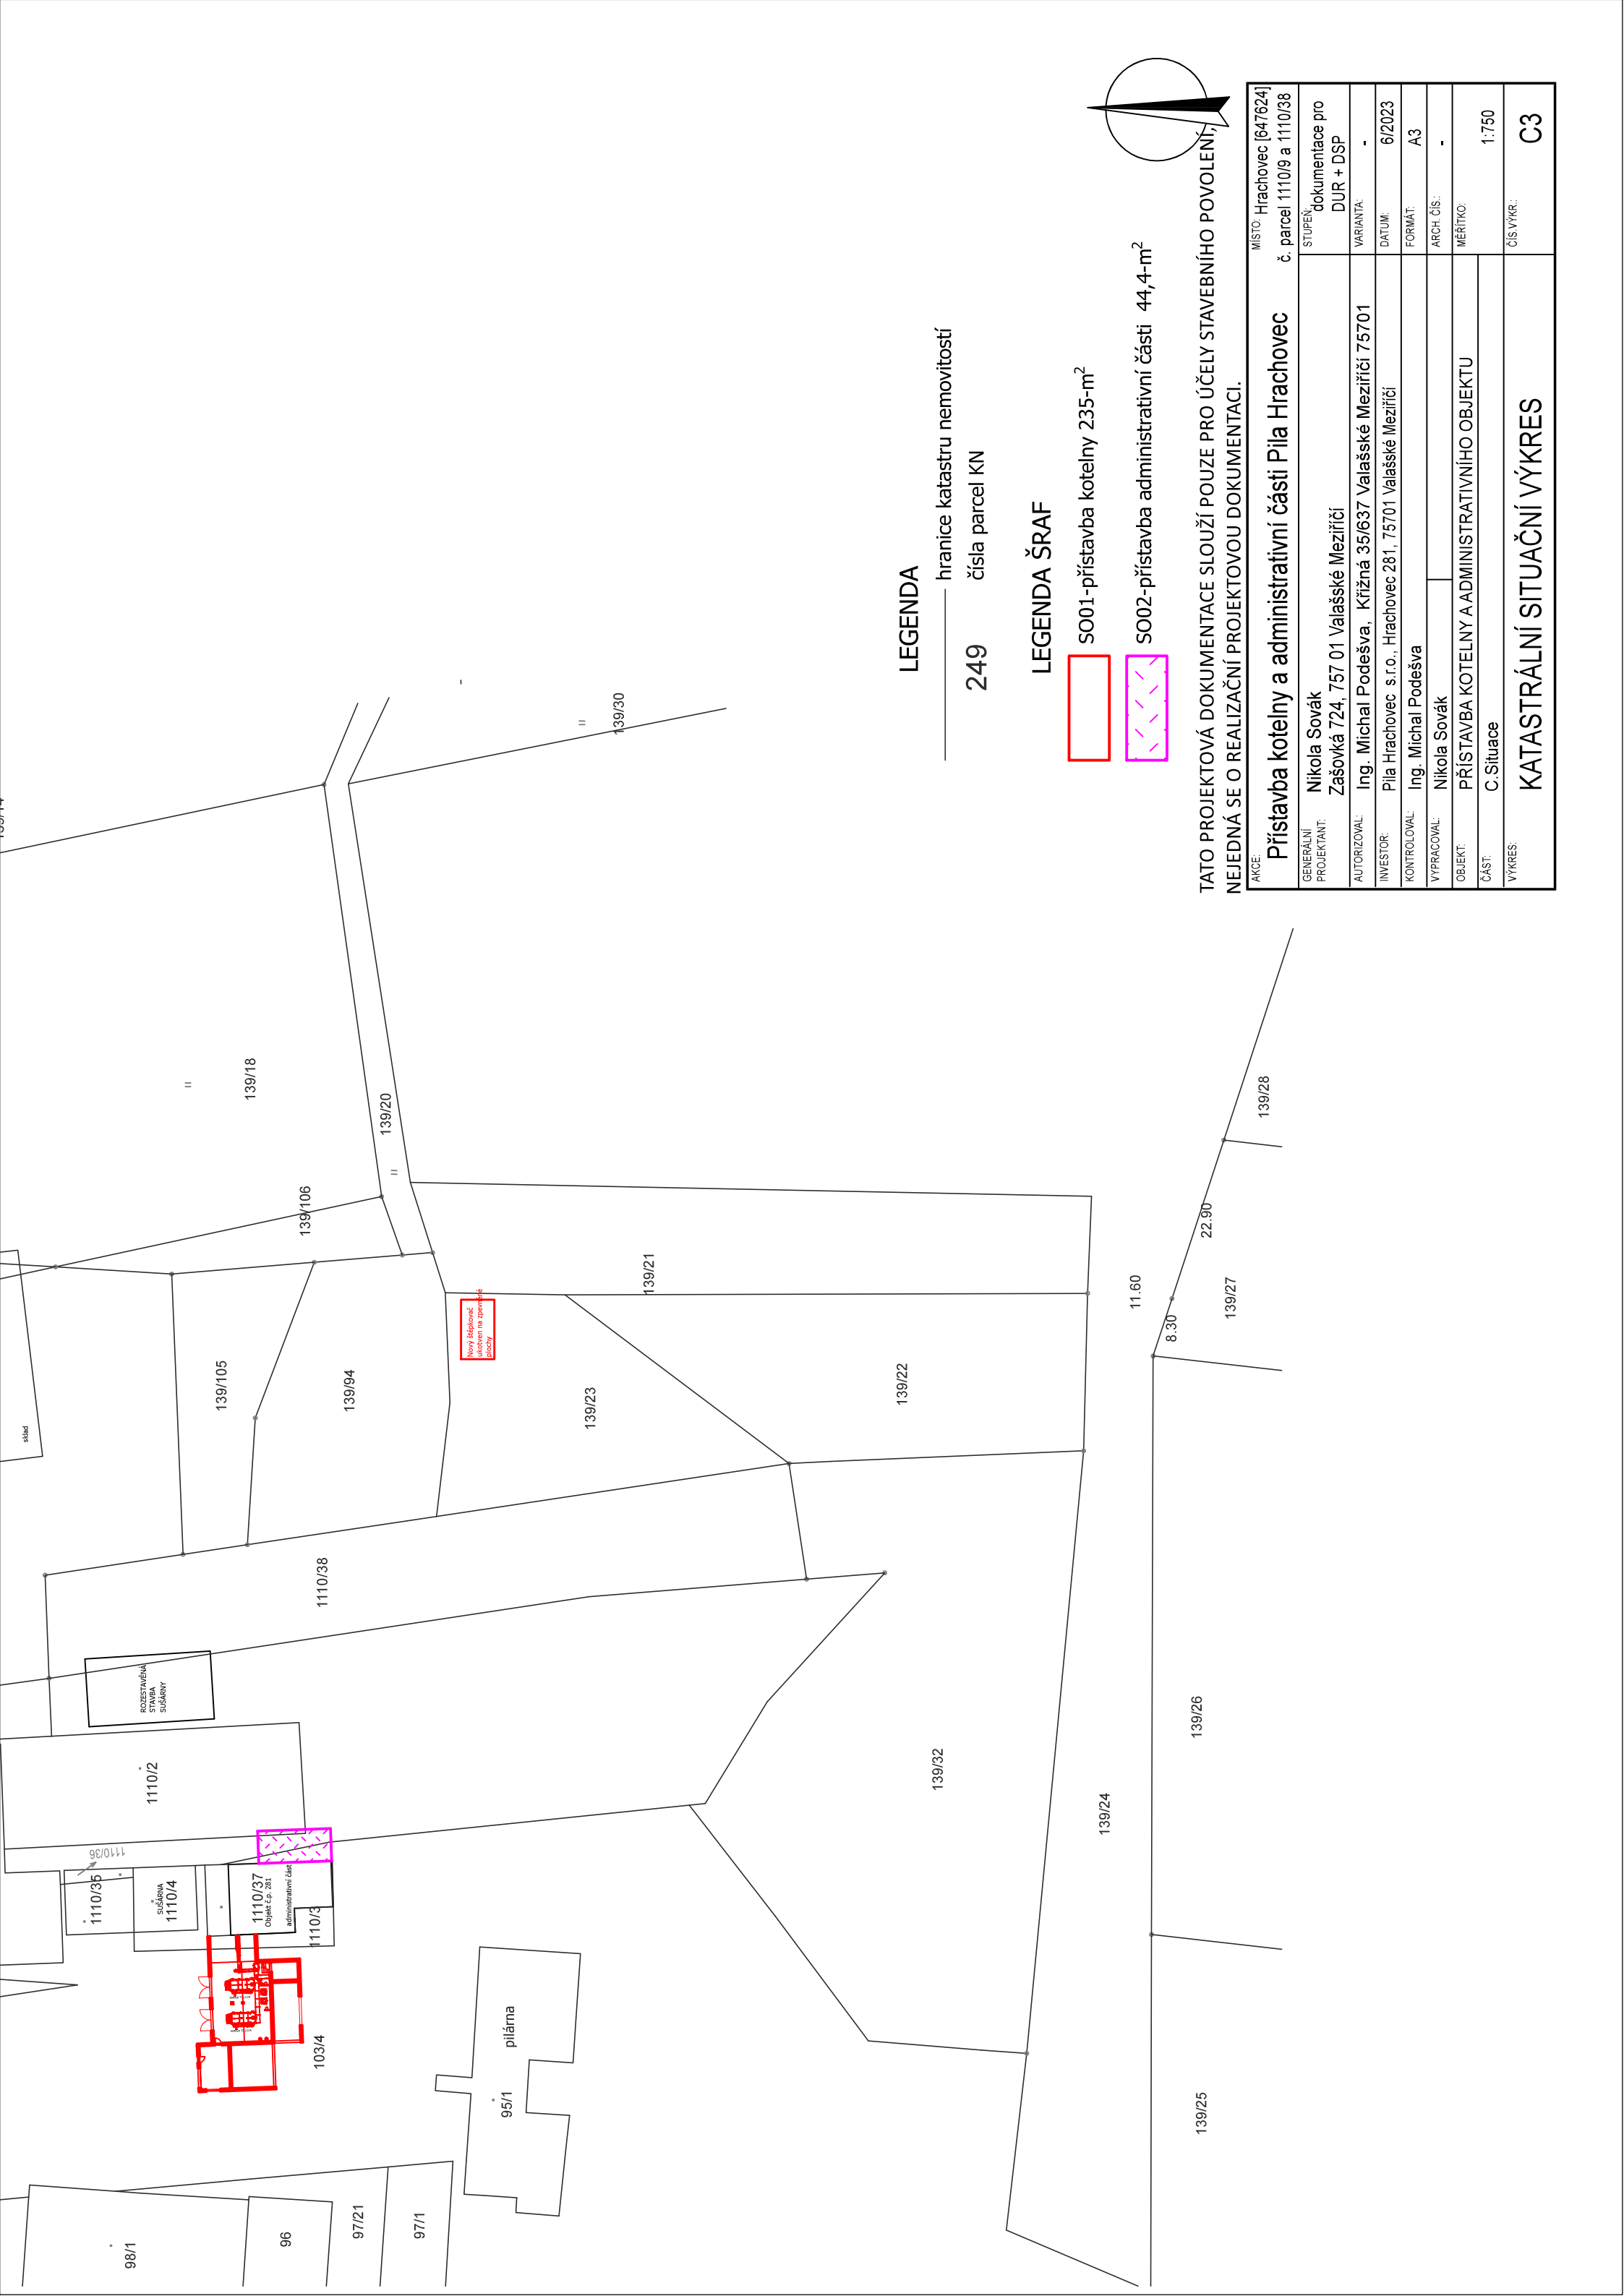 98/1
96
97/21
97/1
95/1
pilárna
103/4
1110/35
SUŠÁRNA
1110/4
1110/36
1110/37
Objekt č.p. 281
administrativní část
1110/3
1110/2
ROZESTAVĚNÁ
STAVBA
SUŠÁRNY
1110/38
sklad
139/105
139/94
139/23
139/22
Nový štěpkovač
ukotven na zpevněné
plochy
139/21
139/106
139/20
139/18
139/30
139/32
139/24
139/25
139/26
139/27
139/28
8.30
11.60
22.90
LEGENDA
hranice katastru nemovitostí
249 čísla parcel KN
LEGENDA ŠRAF
SO01-přístavba kotelny 235-m²
SO02-přístavba administrativní části 44,4-m²
TATO PROJEKTOVÁ DOKUMENTACE SLOUŽÍ POUZE PRO ÚČELY STAVEBNÍHO POVOLENÍ,
NEJEDNÁ SE O REALIZAČNÍ PROJEKTOVOU DOKUMENTACI.
AKCE:
Přístavba kotelny a administrativní části Pila Hrachovec
MÍSTO: Hrachovec [647624]
č. parcel 1110/9 a 1110/38
GENERÁLNÍ
PROJEKTANT:
Nikola Sovák
Zašovká 724, 757 01 Valašské Meziříčí
STUPEŇ:
dokumentace pro
DUR + DSP
AUTORIZOVAL: Ing. Michal Podešva, Křižná 35/637 Valašské Meziříčí 75701
VARIANTA: -
INVESTOR: Pila Hrachovec s.r.o., Hrachovec 281, 75701 Valašské Meziříčí
DATUM: 6/2023
KONTROLOVAL: Ing. Michal Podešva
FORMÁT: A3
VYPRACOVAL: Nikola Sovák
ARCH. ČÍS.: -
OBJEKT: PŘÍSTAVBA KOTELNY A ADMINISTRATIVNÍHO OBJEKTU
MĚŘÍTKO:
ČÁST: C.Situace
1:750
VÝKRES: KATASTRÁLNÍ SITUAČNÍ VÝKRES
ČÍS.VÝKR.: C3